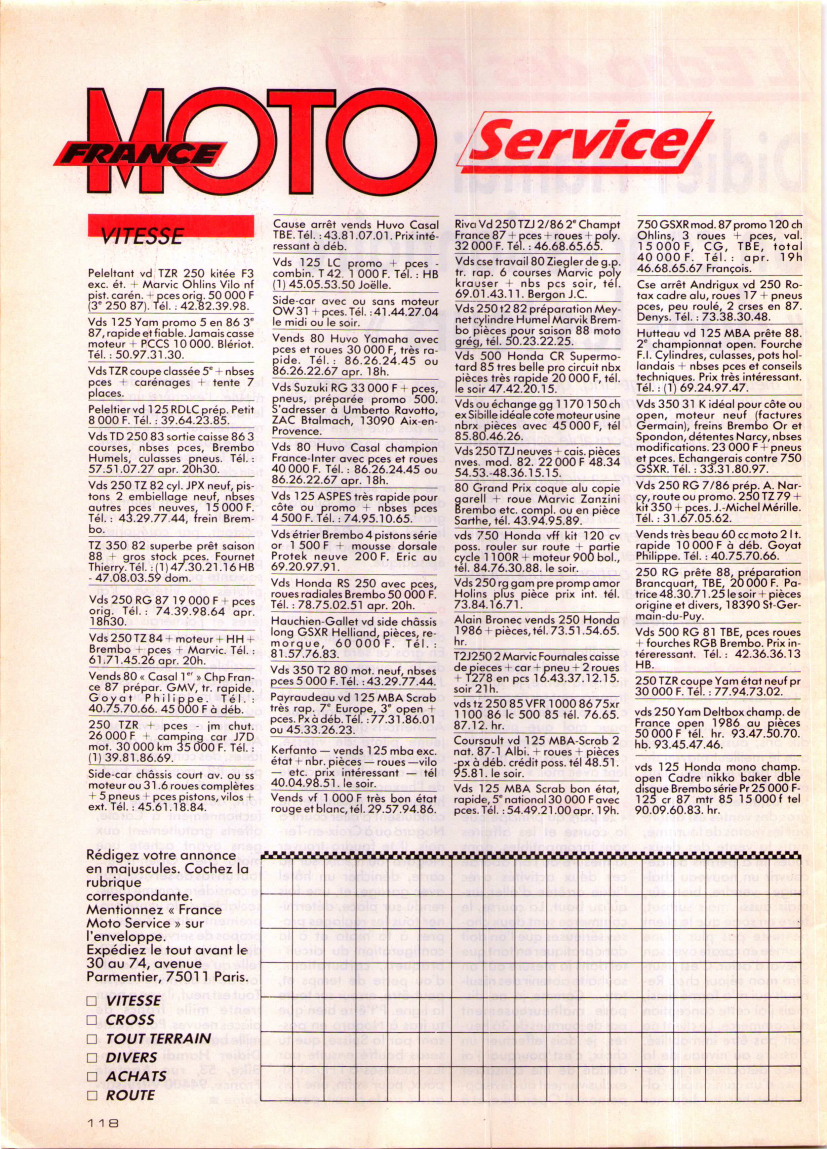 MOTO
FRANCE
Service
VITESSE
Peleltant vd TZR 250 kitée F3
exc. ét. + Marvic Ohlins Vilo nf
pist. carén. + pces orig. 50 000 F
(3e 250 87). Tél. : 42.82.39.98.
Vds 125 Yam promo 5 en 86 3e
87, rapide et fiable. Jamais casse
moteur + PCCS 10 000. Blériot.
Tél. : 50.97.31.30.
Vds TZR coupe classée 5e + nbses
pces + carénages + tente 7
places.
Peleltier vd 125 RDLC prép. Petit
8 000 F. Tél. : 39.64.23.85.
Vds TD 250 83 sortie caisse 86 3
courses, nbses pces, Brembo
Humels, culasses pneus. Tél. :
57.51.07.27 apr. 20h30.
Vds 250 TZ 82 cyl. JPX neuf, pis-
tons 2 embiellage neuf, nbses
autres pces neuves, 15 000 F.
Tél. : 43.29.77.44, frein Brem-
bo.
TZ 350 82 superbe prêt saison
88 + gros stock pces. Fournet
Thierry. Tél. : (1) 47.30.21.16 HB
- 47.08.03.59 dom.
Vds 250 RG 87 19 000 F + pces
orig. Tél. : 74.39.98.64 apr.
18h30.
Vds 250 TZ 84 + moteur + HH +
Brembo + pces + Marvic. Tél. :
61.71.45.26 apr. 20h.
Vends 80 « Casal 1er » Chp Fran-
ce 87 prépar. GMV, tr. rapide.
Goyat Philippe. Tél. :
40.75.70.66. 45 000 F à déb.
250 TZR + pces - jm chut.
26 000 F + camping car J7D
mot. 30 000 km 35 000 F. Tél. :
(1) 39.81.86.69.
Side-car châssis court av. ou ss
moteur ou 31.6 roues complètes
+ 5 pneus + pces pistons, vilos +
ext. Tél. : 45.61.18.84.
Cause arrêt vends Huvo Casal
TBE. Tél. : 43.81.07.01. Prix inté-
ressant à déb.
Vds 125 LC promo + pces -
combin. T 42. 1 000 F. Tél. : HB
(1) 45.05.53.50 Joëlle.
Side-car avec ou sans moteur
OW 31 + pces. Tél. : 41.44.27.04
le midi ou le soir.
Vends 80 Huvo Yamaha avec
pces et roues 30 000 F, très ra-
pide. Tél. : 86.26.24.45 ou
86.26.22.67 apr. 18h.
Vds Suzuki RG 33 000 F + pces,
pneus, préparée promo 500.
S'adresser à Umberto Ravotto,
ZAC Btalmach, 13090 Aix-en-
Provence.
Vds 80 Huvo Casal champion
France-Inter avec pces et roues
40 000 F. Tél. : 86.26.24.45 ou
86.26.22.67 apr. 18h.
Vds 125 ASPES très rapide pour
côte ou promo + nbses pces
4 500 F. Tél. : 74.95.10.65.
Vds étrier Brembo 4 pistons série
or 1 500 F + mousse dorsale
Protek neuve 200 F. Eric au
69.20.97.91.
Vds Honda RS 250 avec pces,
roues radiales Brembo 50 000 F.
Tél. : 78.75.02.51 apr. 20h.
Hauchien-Gallet vd side châssis
long GSXR Helliand, pièces, re-
morque, 60 000 F. Tél. :
81.57.76.83.
Vds 350 T2 80 mot. neuf, nbses
pces 5 000 F. Tél. : 43.29.77.44.
Payraudeau vd 125 MBA Scrab
très rap. 7e Europe, 3e open +
pces. Px à déb. Tél. : 77.31.86.01
ou 45.33.26.23.
Kerfanto — vends 125 mba exc.
état + nbr. pièces — roues — vilo
— etc. prix intéressant — tél
40.04.98.51. le soir.
Vends vf 1 000 F très bon état
rouge et blanc, tél. 29.57.94.86.
Riva Vd 250 TZJ 2/86 2e Champt
France 87 + pces + roues + poly.
32 000 F. Tél. : 46.68.65.65.
Vds cse travail 80 Ziegler de g.p.
tr. rap. 6 courses Marvic poly
krauser + nbs pcs soir, tél.
69.01.43.11. Bergon J.C.
Vds 250 t2 82 préparation Mey-
net cylindre Humel Marvik Brem-
bo pièces pour saison 88 moto
grég, tél. 50.23.22.25.
Vds 500 Honda CR Supermo-
tard 85 tres belle pro circuit nbx
pièces très rapide 20 000 F, tél.
le soir 47.42.20.15.
Vds ou échange gg 1170 150 ch
ex Sibille idéale cote moteur usine
nbrx pièces avec 45 000 F, tél
85.80.46.26.
Vds 250 TZJ neuves + cais. pièces
nves. mod. 82. 22 000 F 48.34
54.53.-48.36.15.15.
80 Grand Prix coque alu copie
garell + roue Marvic Zanzini
Brembo etc. compl. ou en pièce
Sarthe, tél. 43.94.95.89.
vds 750 Honda vff kit 120 cv
poss. rouler sur route + partie
cycle 1100R + moteur 900 bol.,
tél. 84.76.30.88. le soir.
Vds 250 rg gam pre promp amor
Holins plus pièce prix int. tél.
73.84.16.71.
Alain Bronec vends 250 Honda
1986 + pièces, tél. 73.51.54.65.
hr.
T2J250 2 Marvic Fournales caisse
de pieces + car + pneu + 2 roues
+ T278 en pcs 16.43.37.12.15.
soir 21h.
vds tz 250 85 VFR 1000 86 75xr
1100 86 lc 500 85 tél. 76.65.
87.12. hr.
Coursault vd 125 MBA-Scrab 2
nat. 87-1 Albi. + roues + pièces
-px à déb. crédit poss. tél 48.51.
95.81. le soir.
Vds 125 MBA Scrab bon état,
rapide, 5e national 30 000 F avec
pces. Tél. : 54.49.21.00 apr. 19h.
750 GSXR mod. 87 promo 120 ch
Ohlins, 3 roues + pces, val.
15 000 F, CG, TBE, total
40 000 F. Tél. : apr. 19h
46.68.65.67 François.
Cse arrêt Andrigux vd 250 Ro-
tax cadre alu, roues 17 + pneus
pces, peu roulé, 2 crses en 87.
Denys. Tél. : 73.38.30.48.
Hutteau vd 125 MBA prête 88.
2e championnat open. Fourche
F.I. Cylindres, culasses, pots hol-
landais + nbses pces et conseils
techniques. Prix très intéressant.
Tél. : (1) 69.24.97.47.
Vds 350 31 K idéal pour côte ou
open, moteur neuf (factures
Germain), freins Brembo Or et
Spondon, détentes Narcy, nbses
modifications. 23 000 F + pneus
et pces. Echangerais contre 750
GSXR. Tél. : 33.31.80.97.
Vds 250 RG 7/86 prép. A. Nar-
cy, route ou promo. 250 TZ 79 +
kit 350 + pces. J.-Michel Mérille.
Tél. : 31.67.05.62.
Vends très beau 60 cc moto 2 l t.
rapide 10 000 F à déb. Goyat
Philippe. Tél. : 40.75.70.66.
250 RG prête 88, préparation
Brancquart, TBE, 20 000 F. Pa-
trice 48.30.71.25 le soir + pièces
origine et divers, 18390 St-Ger-
main-du-Puy.
Vds 500 RG 81 TBE, pces roues
+ fourches RGB Brembo. Prix in-
téreressant. Tél. : 42.36.36.13
HB.
250 TZR coupe Yam état neuf pr
30 000 F. Tél. : 77.94.73.02.
vds 250 Yam Deltbox champ. de
France open 1986 au pièces
50 000 F tél. hr. 93.47.50.70.
hb. 93.45.47.46.
vds 125 Honda mono champ.
open Cadre nikko baker dble
disque Brembo série Pr 25 000 F-
125 cr 87 mtr 85 15 000 f tel
90.09.60.83. hr.
Rédigez votre annonce
en majuscules. Cochez la
rubrique
correspondante.
Mentionnez « France
Moto Service » sur
l'enveloppe.
Expédiez le tout avant le
30 au 74, avenue
Parmentier, 75011 Paris.
□ VITESSE
□ CROSS
□ TOUT TERRAIN
□ DIVERS
□ ACHATS
□ ROUTE
118